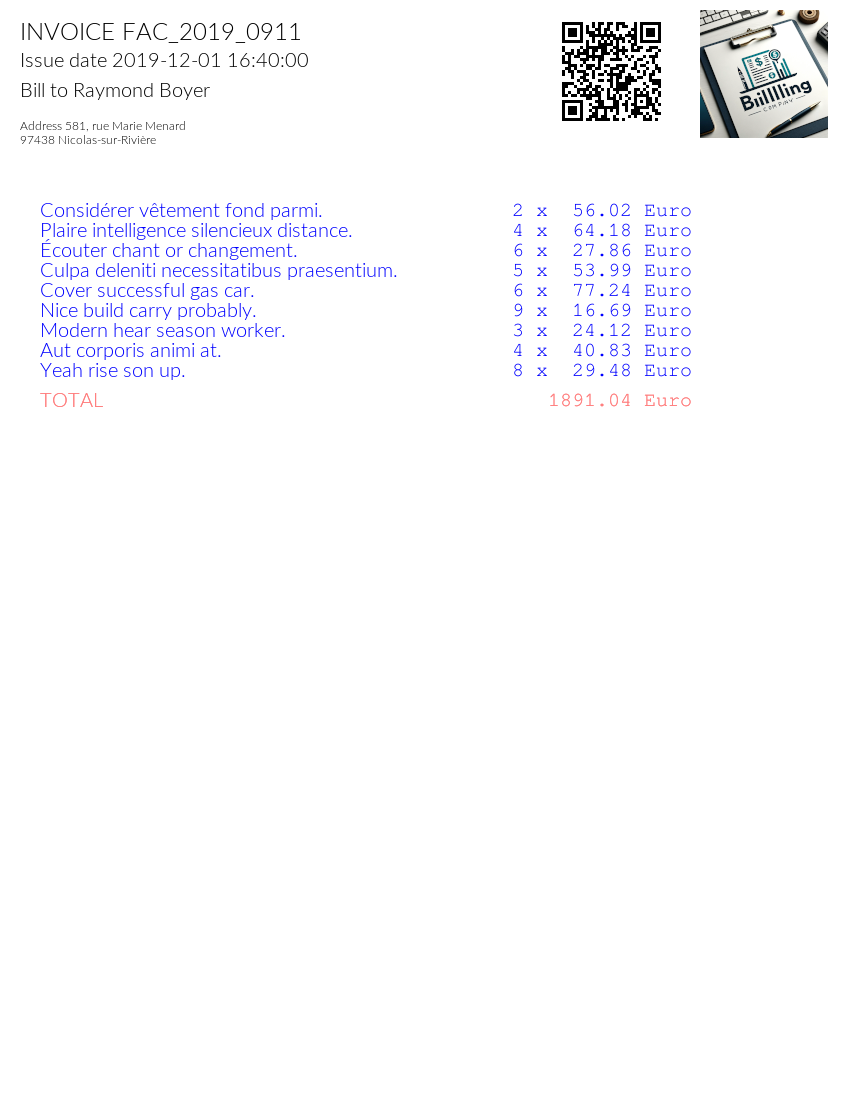 INVOICE FAC_2019_0911
Issue date 2019-12-01 16:40:00
Bill to Raymond Boyer
Address 581, rue Marie Menard
97438 Nicolas-sur-Rivière
Biillling
COMPANY
Considérer vêtement fond parmi. 2 x 56.02 Euro
Plaire intelligence silencieux distance. 4 x 64.18 Euro
Écouter chant or changement. 6 x 27.86 Euro
Culpa deleniti necessitatibus praesentium. 5 x 53.99 Euro
Cover successful gas car. 6 x 77.24 Euro
Nice build carry probably. 9 x 16.69 Euro
Modern hear season worker. 3 x 24.12 Euro
Aut corporis animi at. 4 x 40.83 Euro
Yeah rise son up. 8 x 29.48 Euro
TOTAL 1891.04 Euro